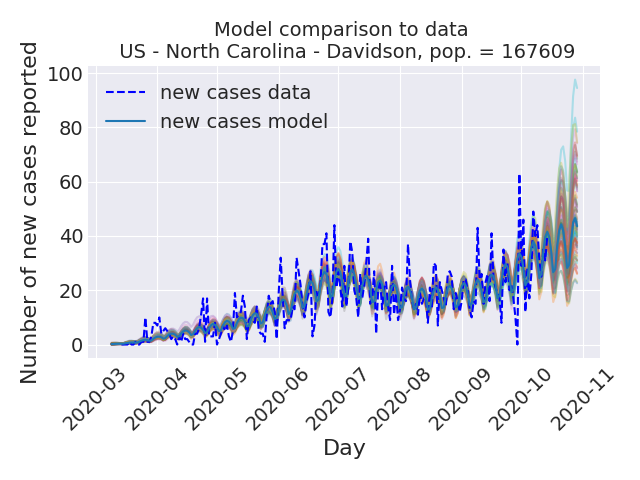 Model comparison to data
US - North Carolina - Davidson, pop. = 167609
Number of new cases reported
100
80
60
40
20
0
new cases data
new cases model
2020-03
2020-04
2020-05
2020-06
2020-07
2020-08
2020-09
2020-10
2020-11
Day